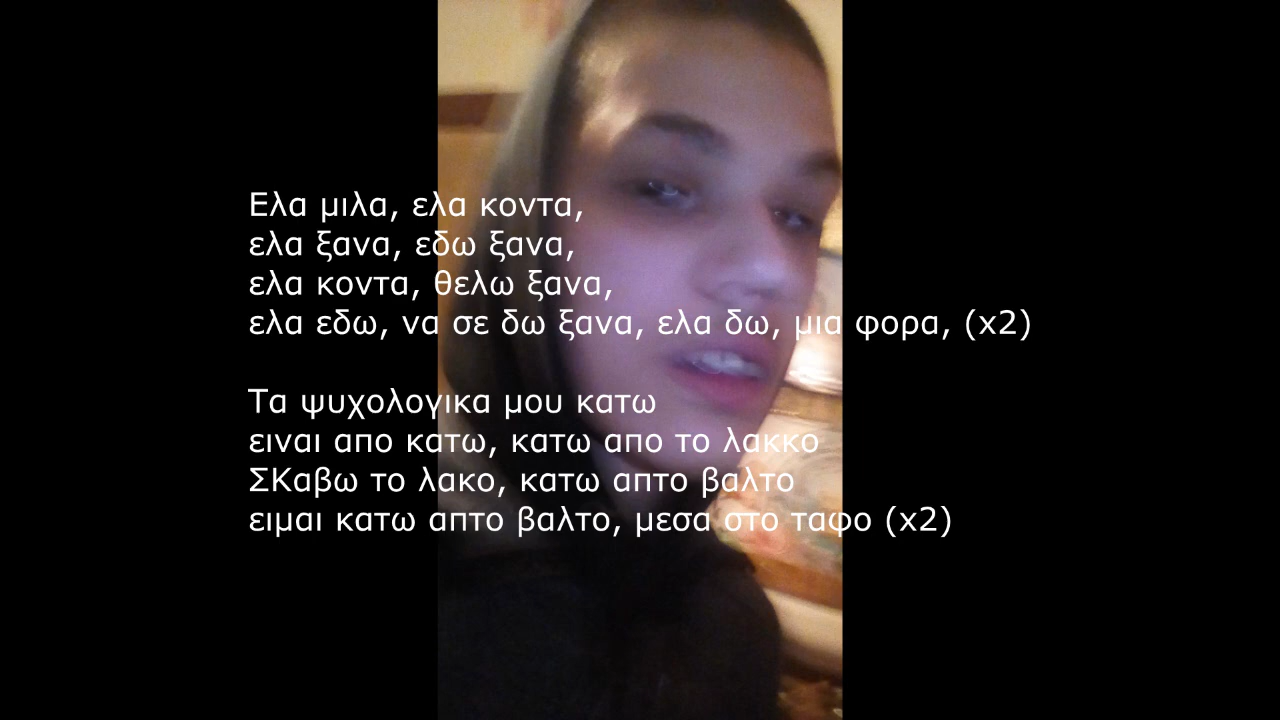 Ελα μιλα, ελα κοντα,
ελα ξανα, εδω ξανα,
ελα κοντα, θελω ξανα,
ελα εδω, να σε δω ξανα, ελα δω, μια φορα, (x2)
Τα ψυχολογικα μου κατω
ειναι απο κατω, κατω απο το λακκο
ΣΚαβω το λακο, κατω απτο βαλτο
ειμαι κατω απτο βαλτο, μεσα στο ταφο (x2)